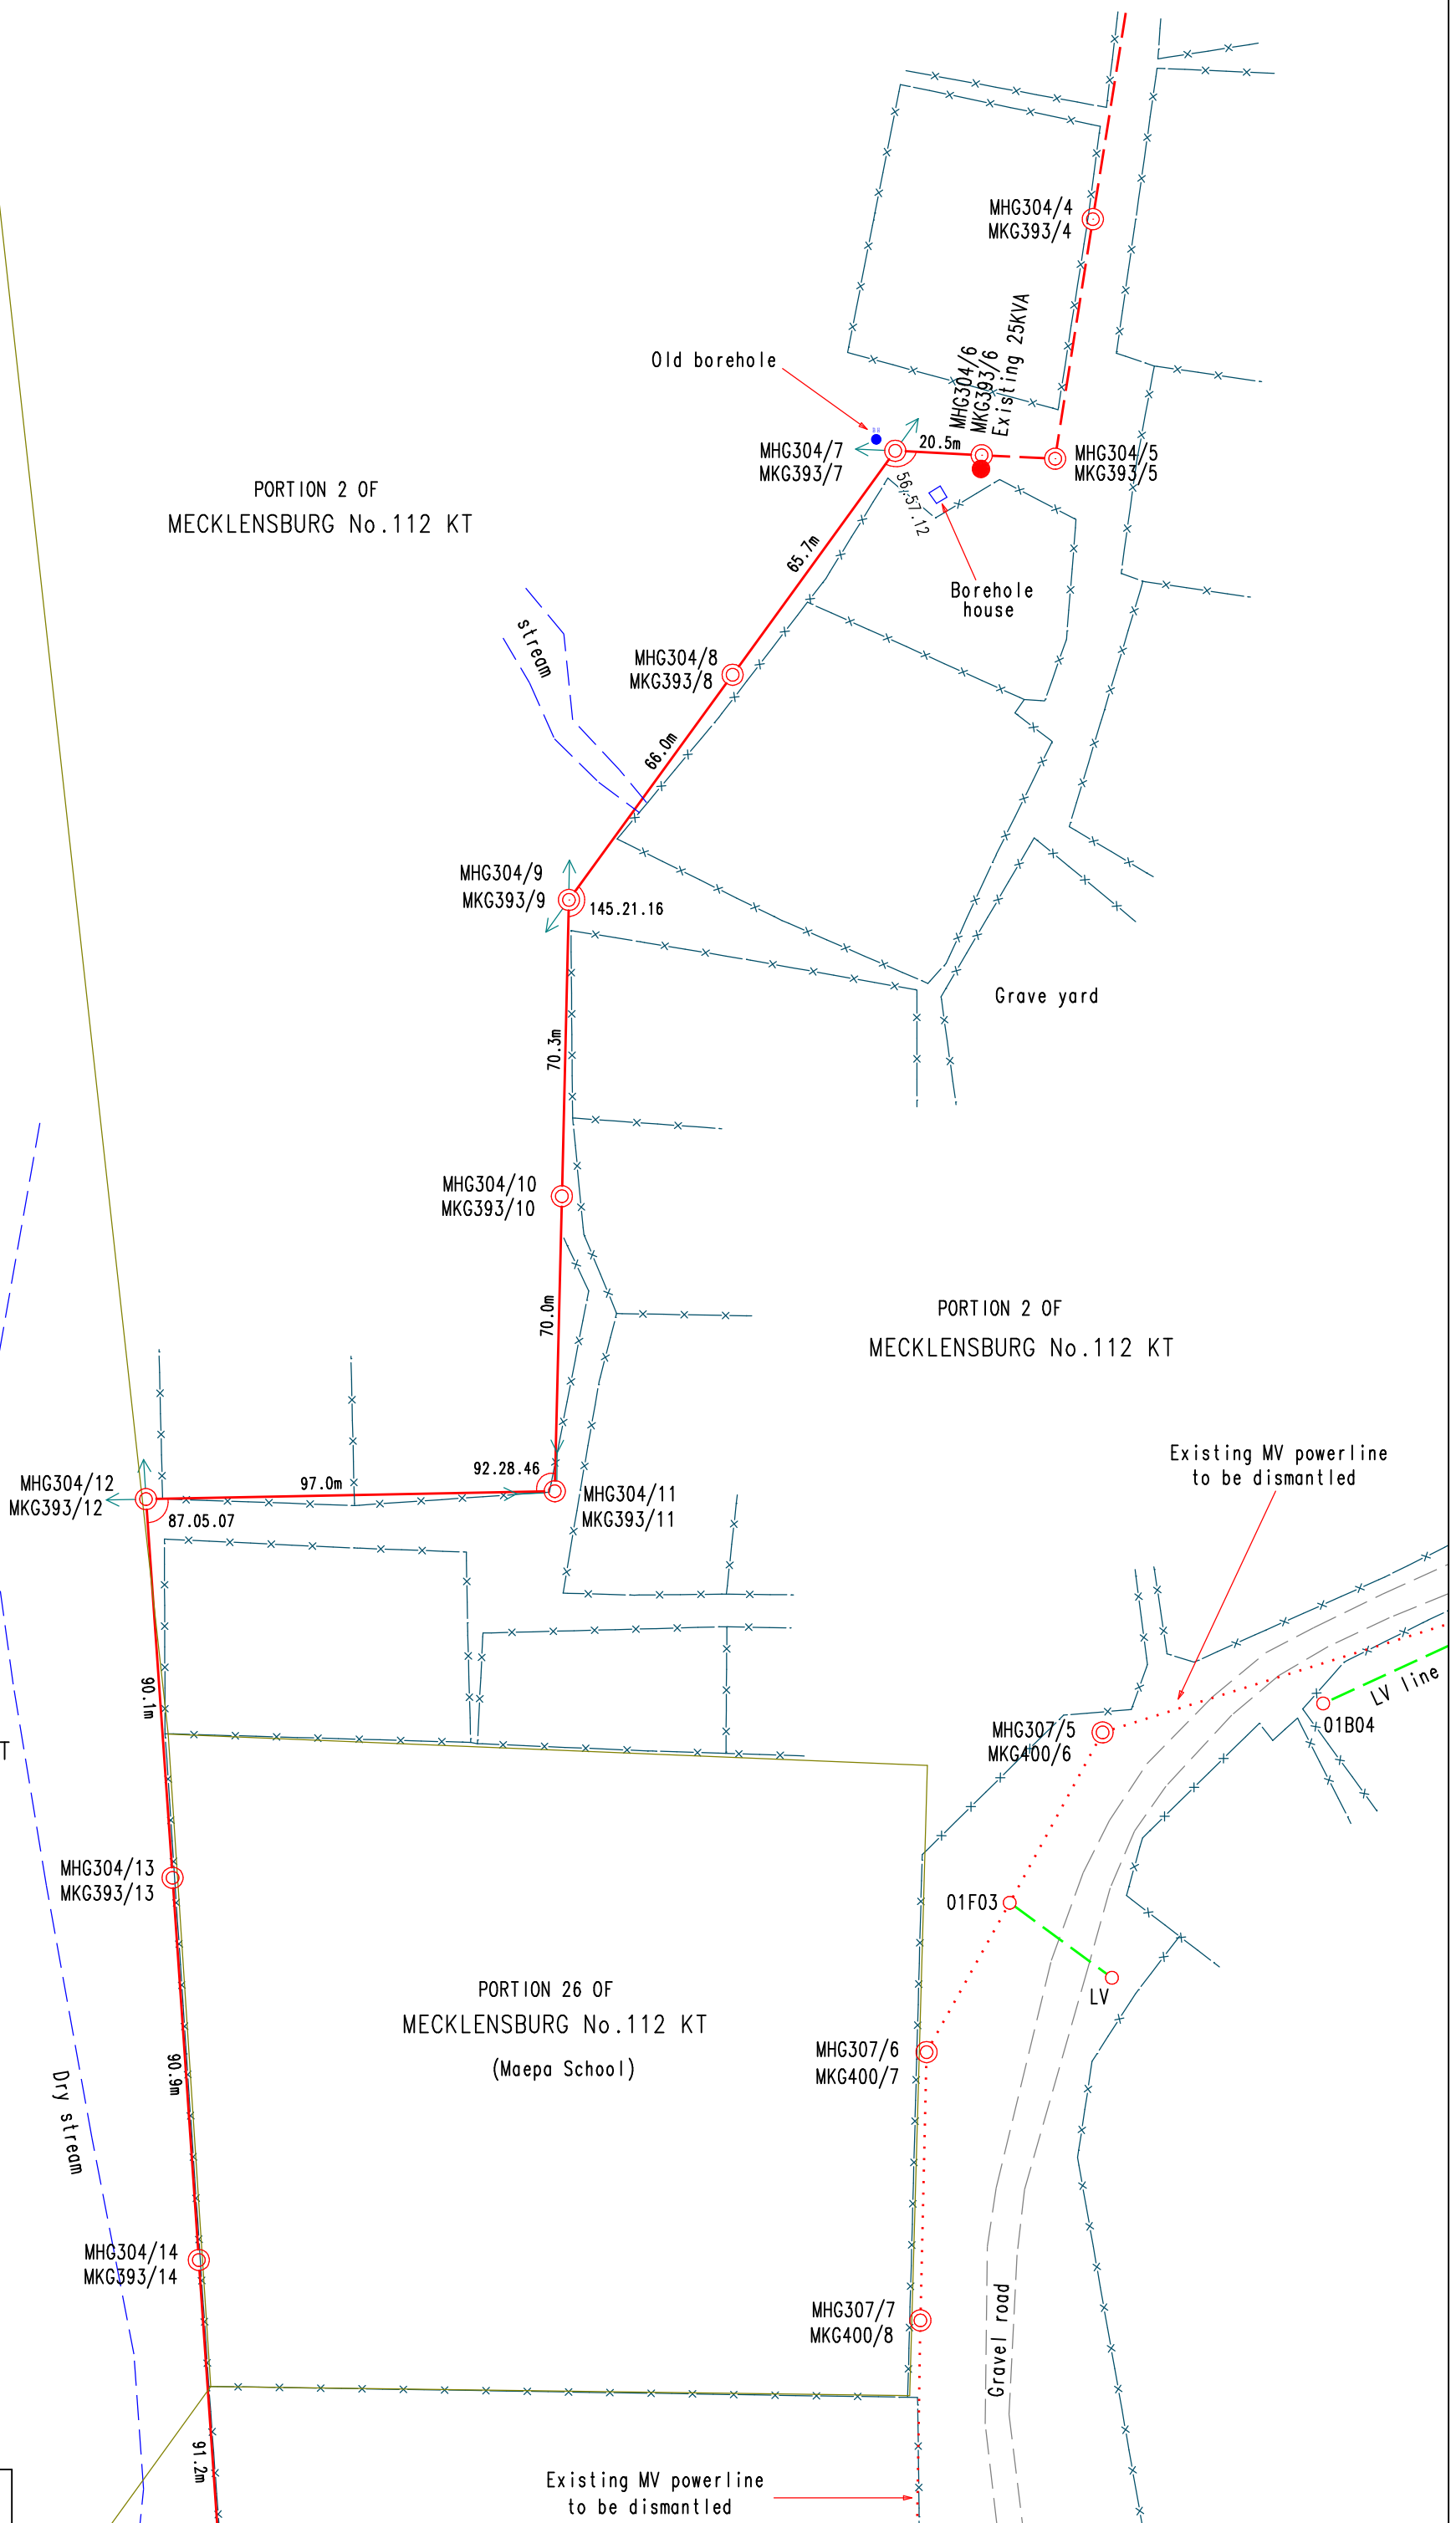 MHG304/4
MKG393/4
MHG304/6
MKG393/6
Existing 25KVA
Old borehole
MHG304/7
MKG393/7
20.5m
MHG304/5
MKG393/5
56.57.12
PORTION 2 OF
MECKLENSBURG No.112 KT
65.7m
Borehole
house
stream
MHG304/8
MKG393/8
66.0m
MHG304/9
MKG393/9
145.21.16
Grave yard
70.3m
MHG304/10
MKG393/10
70.0m
PORTION 2 OF
MECKLENSBURG No.112 KT
Existing MV powerline
to be dismantled
MHG304/12
MKG393/12
97.0m
92.28.46
MHG304/11
MKG393/11
87.05.07
90.1m
LV line
01B04
MHG307/5
MKG400/6
T
MHG304/13
MKG393/13
01F03
PORTION 26 OF
MECKLENSBURG No.112 KT
(Maepa School)
LV
MHG307/6
MKG400/7
90.9m
Dry stream
MHG304/14
MKG393/14
MHG307/7
MKG400/8
Gravel road
91.2m
Existing MV powerline
to be dismantled